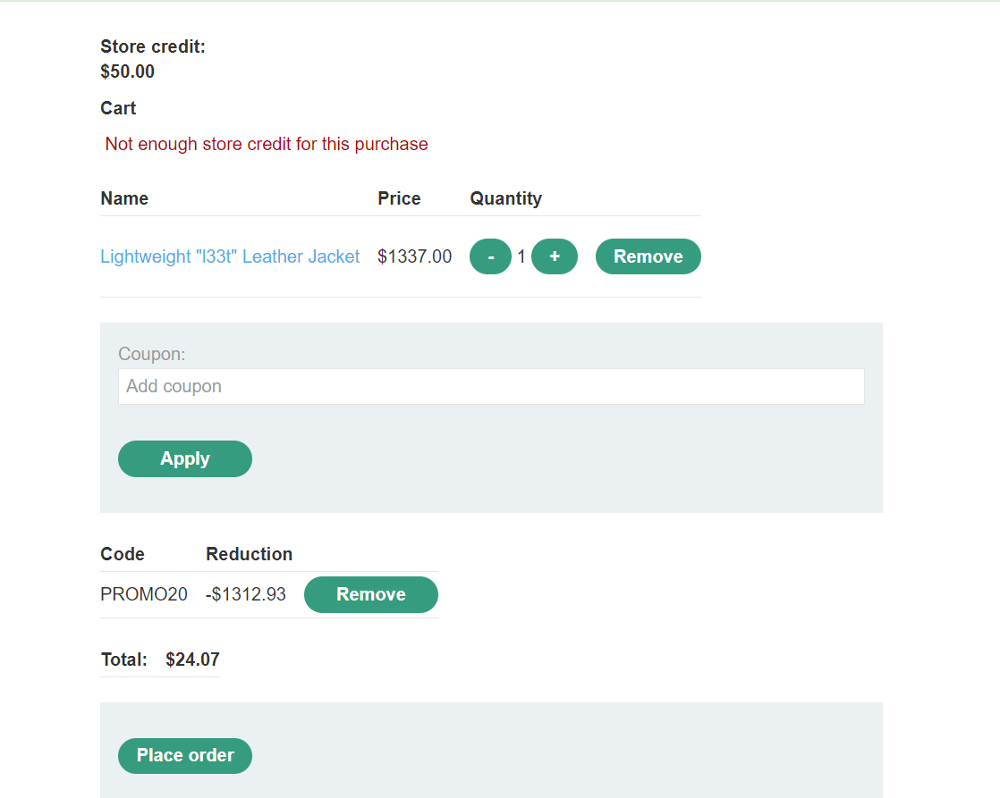 Store credit:
$50.00
Cart
Not enough store credit for this purchase
Name Price Quantity
Lightweight "l33t" Leather Jacket $1337.00 - 1 + Remove
Coupon:
Add coupon
Apply
Code Reduction
PROMO20 -$1312.93 Remove
Total: $24.07
Place order